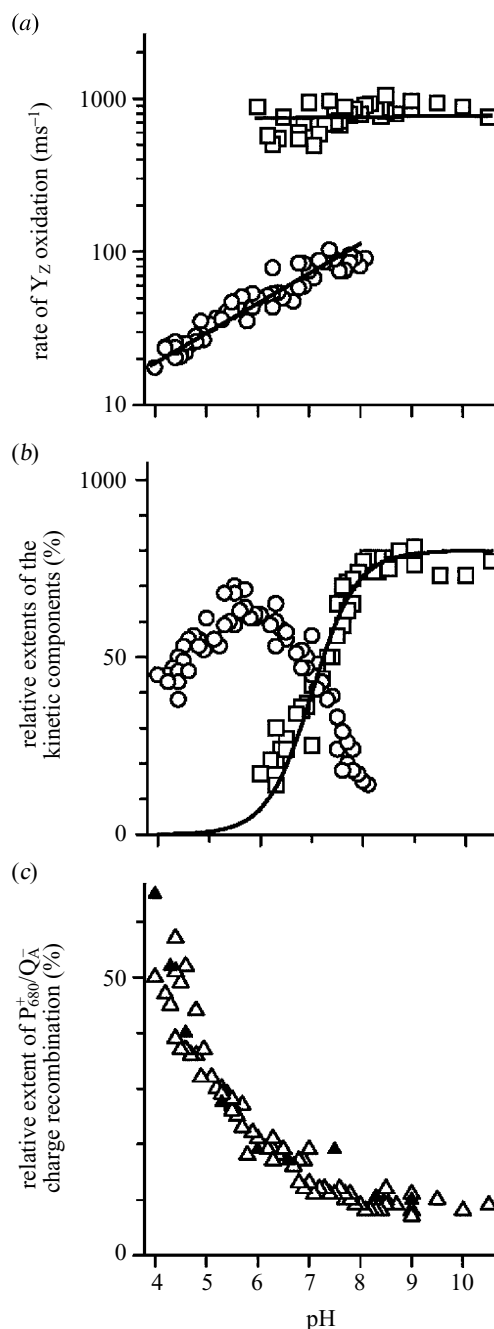 (a)
1000
100
10
rate of YZ oxidation (ms–1)
(b)
1000
50
0
relative extents of the
kinetic components (%)
(c)
50
0
relative extent of P+680/Q–A
charge recombination (%)
4 5 6 7 8 9 10
pH